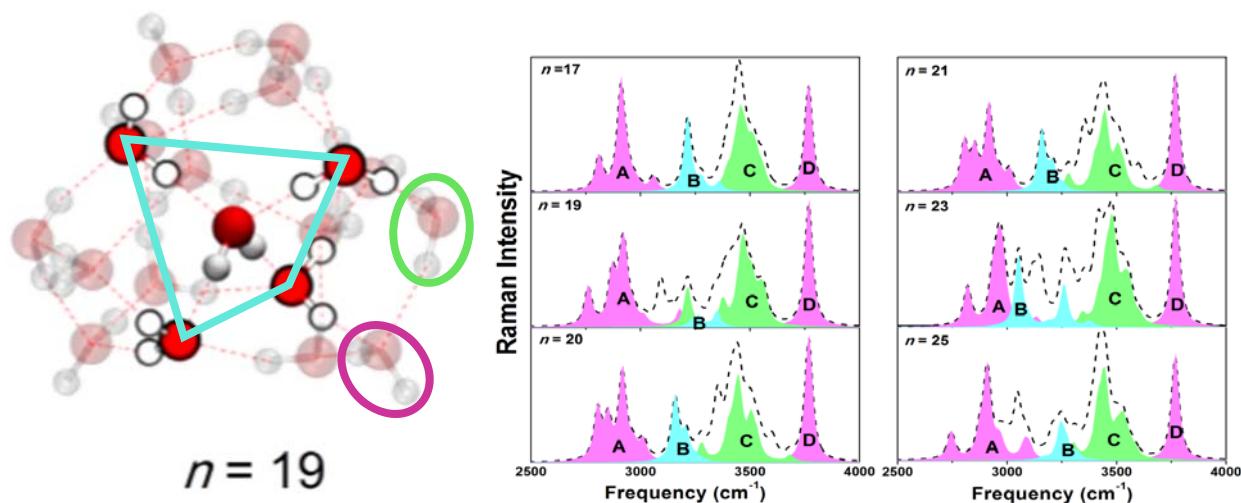 n = 19
Raman Intensity
n =17
A
B
C
D
n = 19
A
B
C
D
n = 20
A
B
C
D
2500 3000 3500 4000
Frequency (cm⁻¹)
n = 21
A
B
C
D
n = 23
A
B
C
D
n = 25
A
B
C
D
2500 3000 3500 4000
Frequency (cm⁻¹)